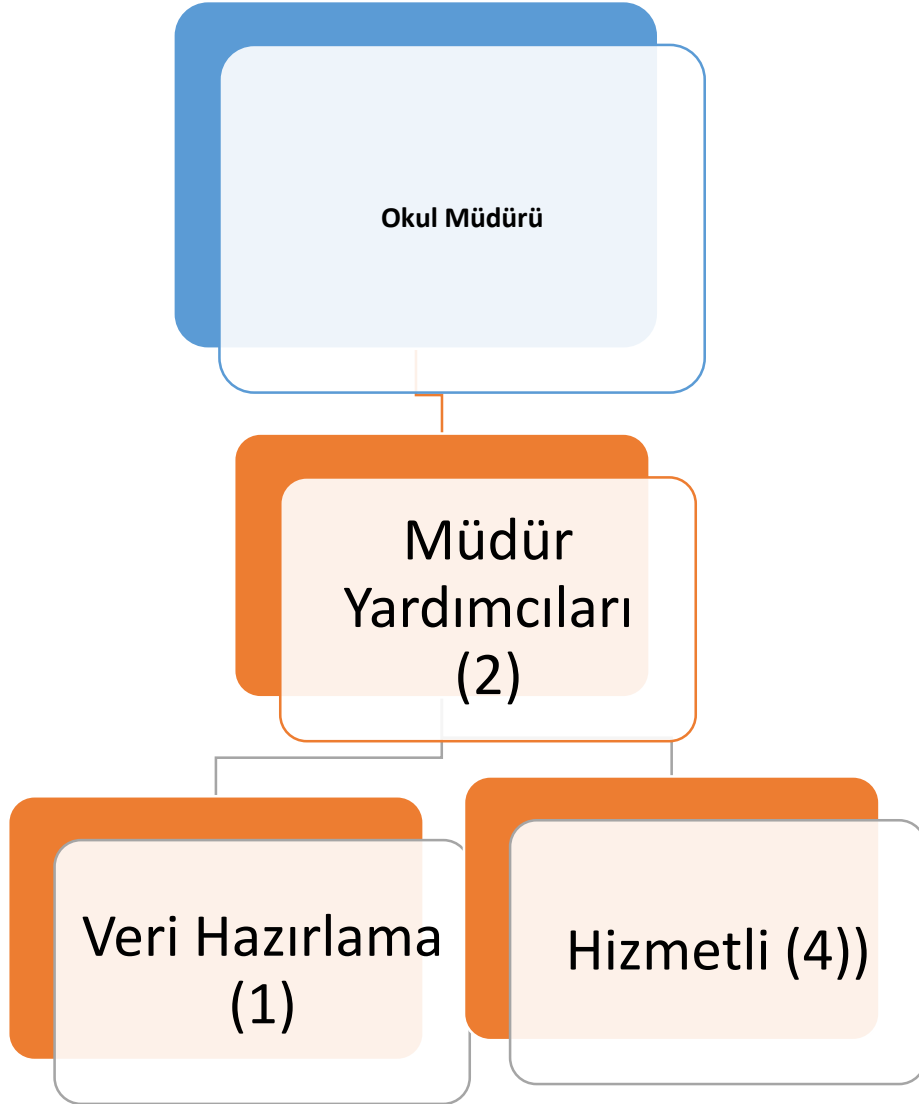 Okul Müdürü
Müdür
Yardımcıları
(2)
Veri Hazırlama
(1)
Hizmetli (4))